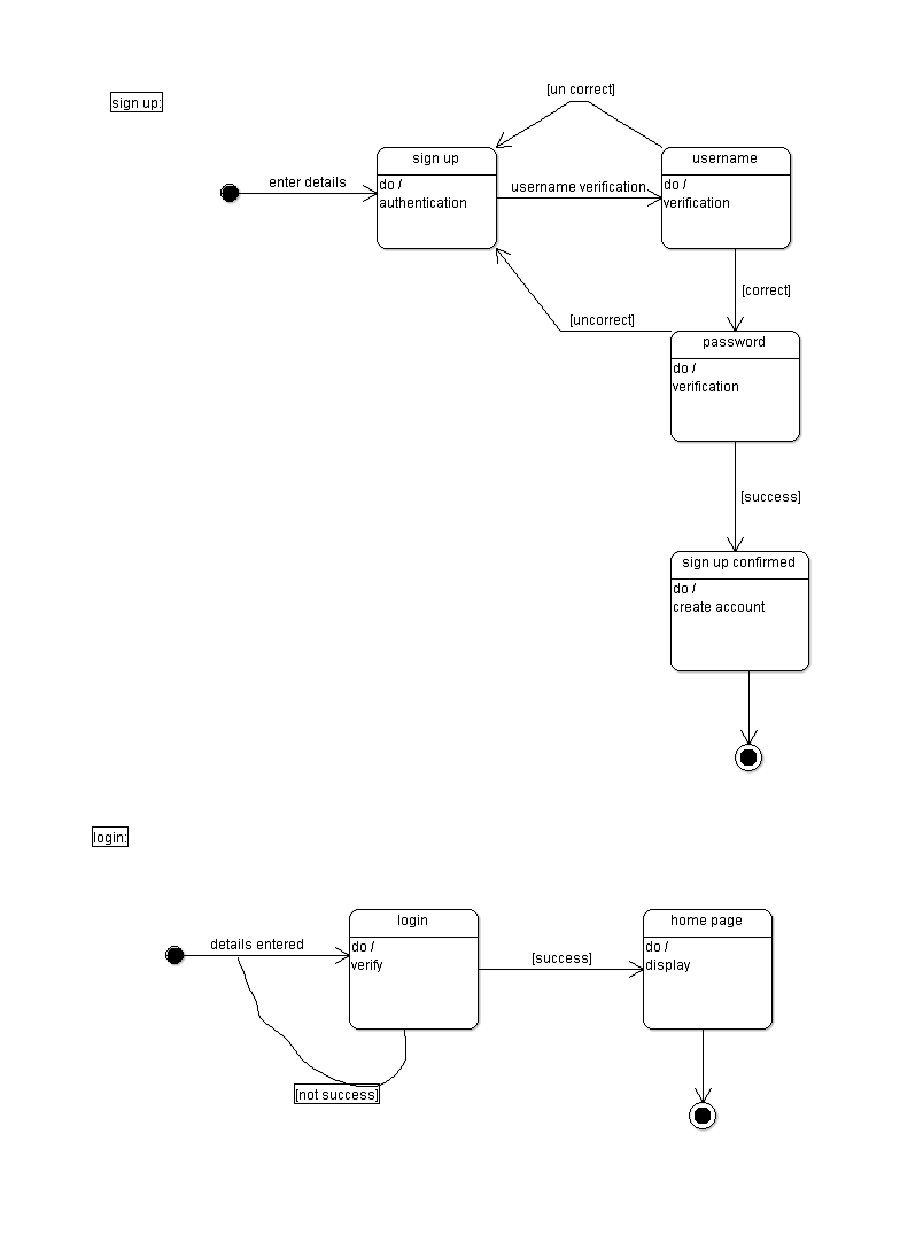 [un correct]
sign up:
sign up
username
enter details
username verification
do /
authentication
do /
verification
[correct]
[uncorrect]
password
do /
verification
[success]
sign up confirmed
do /
create account
login:
login
home page
details entered
do /
verify
[success]
do /
display
[not success]